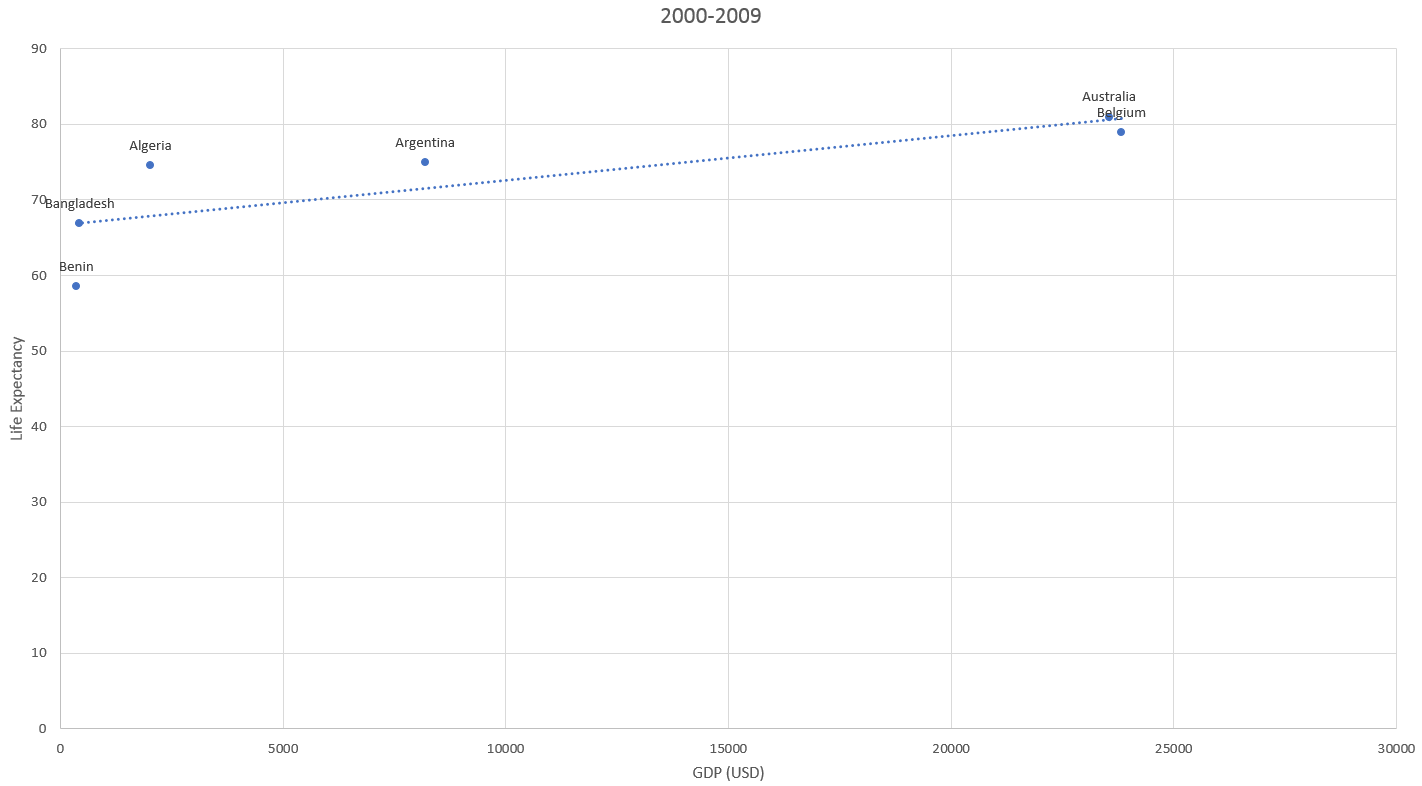 2000-2009
90
80
70
60
50
40
30
20
10
0
Life Expectancy
Australia
Belgium
Argentina
Algeria
Bangladesh
Benin
0 5000 10000 15000 20000 25000 30000
GDP (USD)